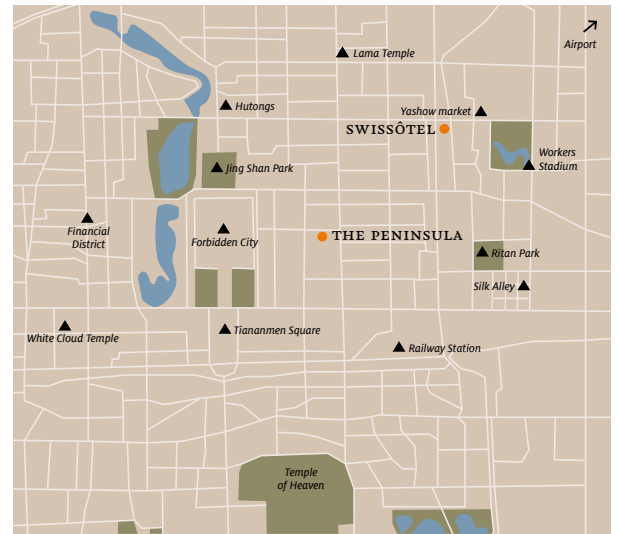 Airport
Lama Temple
Hutongs
Yashow market
SWISSÔTEL
Workers
Stadium
Jing Shan Park
Financial
District
Forbidden City
THE PENINSULA
Ritan Park
Silk Alley
White Cloud Temple
Tiananmen Square
Railway Station
Temple
of Heaven